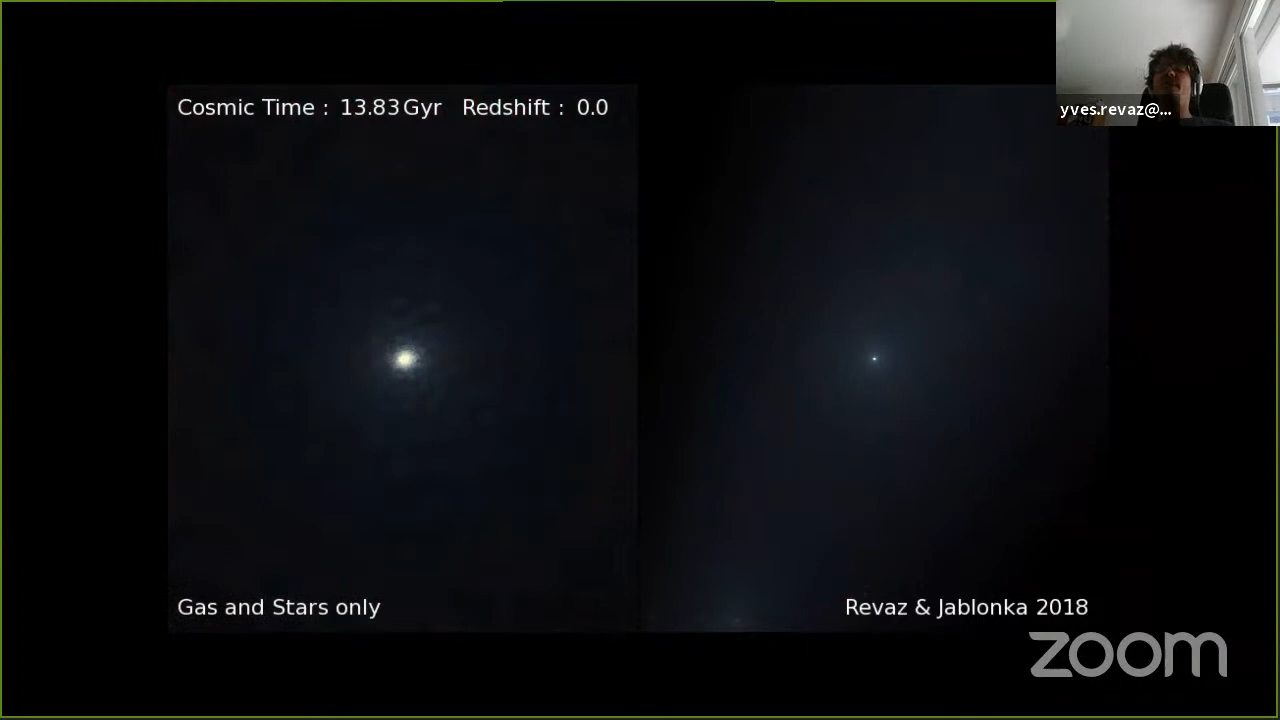 Cosmic Time : 13.83 Gyr Redshift : 0.0
yves.revaz@...
Gas and Stars only
Revaz & Jablonka 2018
zoom